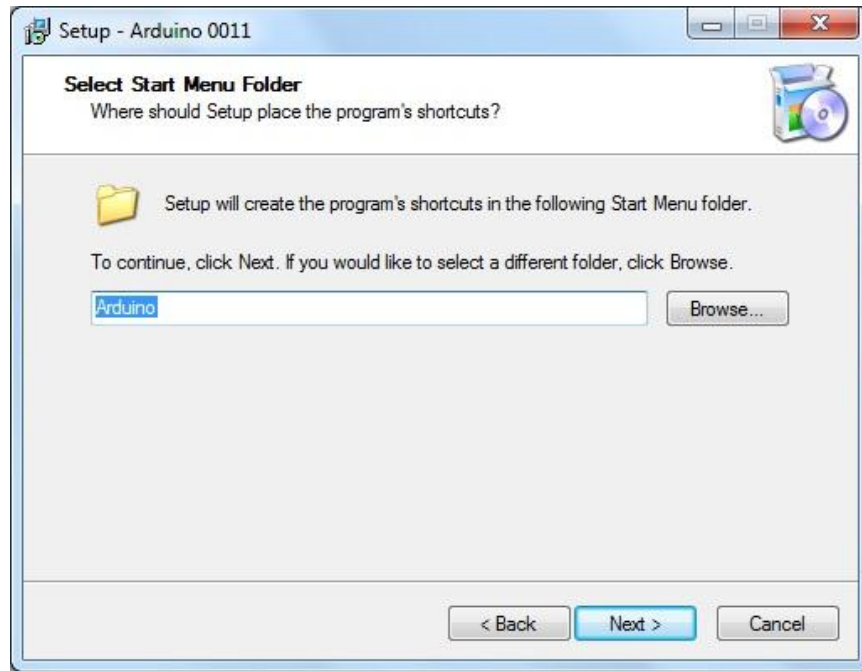 Setup - Arduino 0011
Select Start Menu Folder
Where should Setup place the program's shortcuts?
Setup will create the program's shortcuts in the following Start Menu folder.
To continue, click Next. If you would like to select a different folder, click Browse.
Arduino
Browse...
< Back
Next >
Cancel